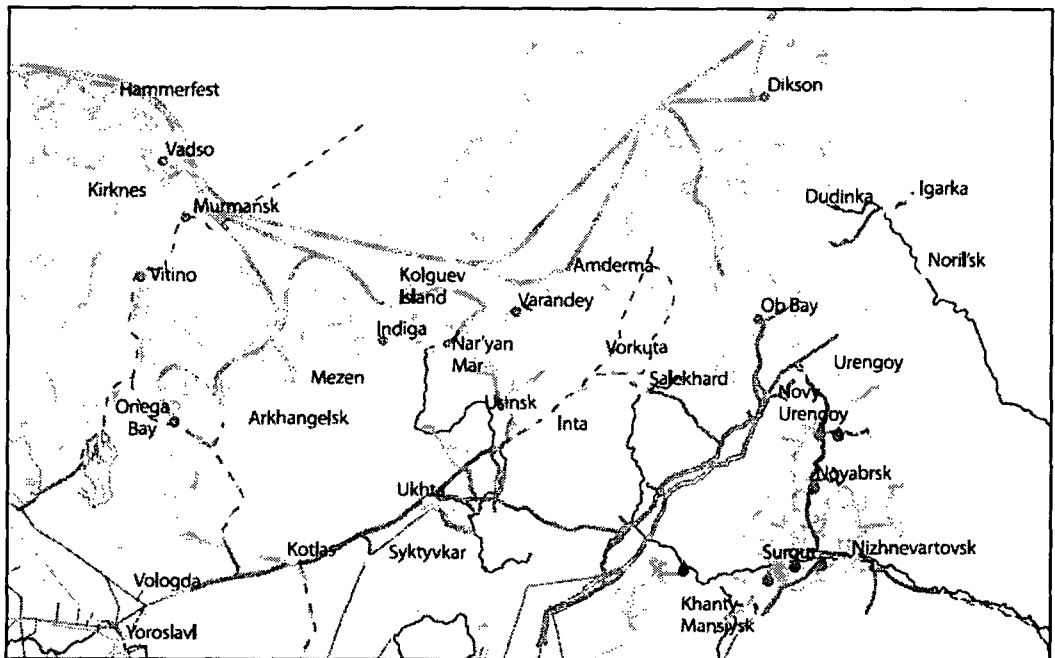 Dikson
Hammerfest
Vadso
Kirknes
Murmansk
Dudinka
Igarka
Noril'sk
Vitino
Kolguev
Island
Amderma
Varandey
Ob Bay
Indiga
Nar'yan
Mar
Vorkuta
Urengoy
Mezen
Salekhard
Novy
Urengoy
Onega
Bay
Arkhangelsk
Usinsk
Inta
Noyabrsk
Ukhta
Kotlas
Syktyvkar
Surgut
Nizhnevartovsk
Vologda
Khanty-
Mansiysk
Yoroslavl